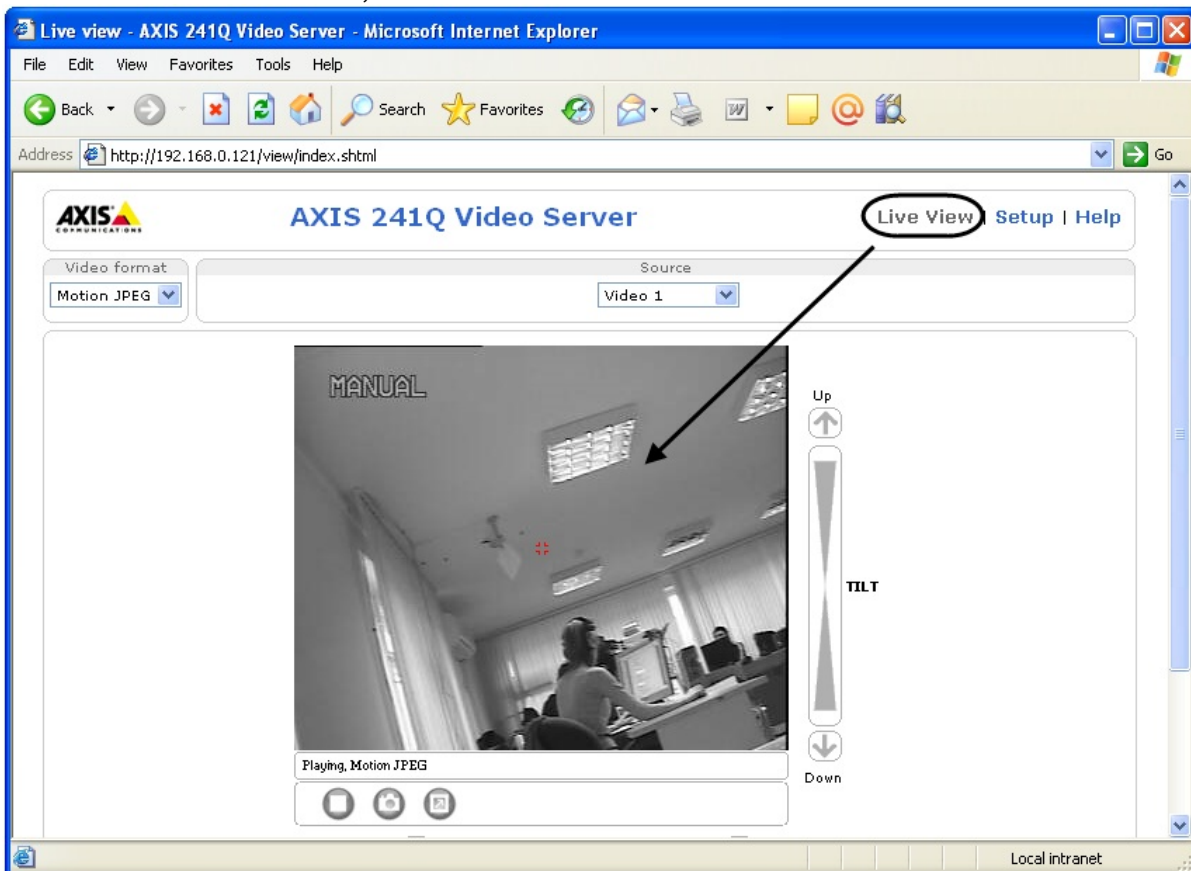 Live view - AXIS 241Q Video Server - Microsoft Internet Explorer
File Edit View Favorites Tools Help
Back Search Favorites
Address http://192.168.0.121/view/index.shtml Go
AXIS COMMUNICATIONS
AXIS 241Q Video Server
Live View | Setup | Help
Video format
Source
Motion JPEG
Video 1
MANUAL
Up
TILT
Down
Playing, Motion JPEG
Local intranet